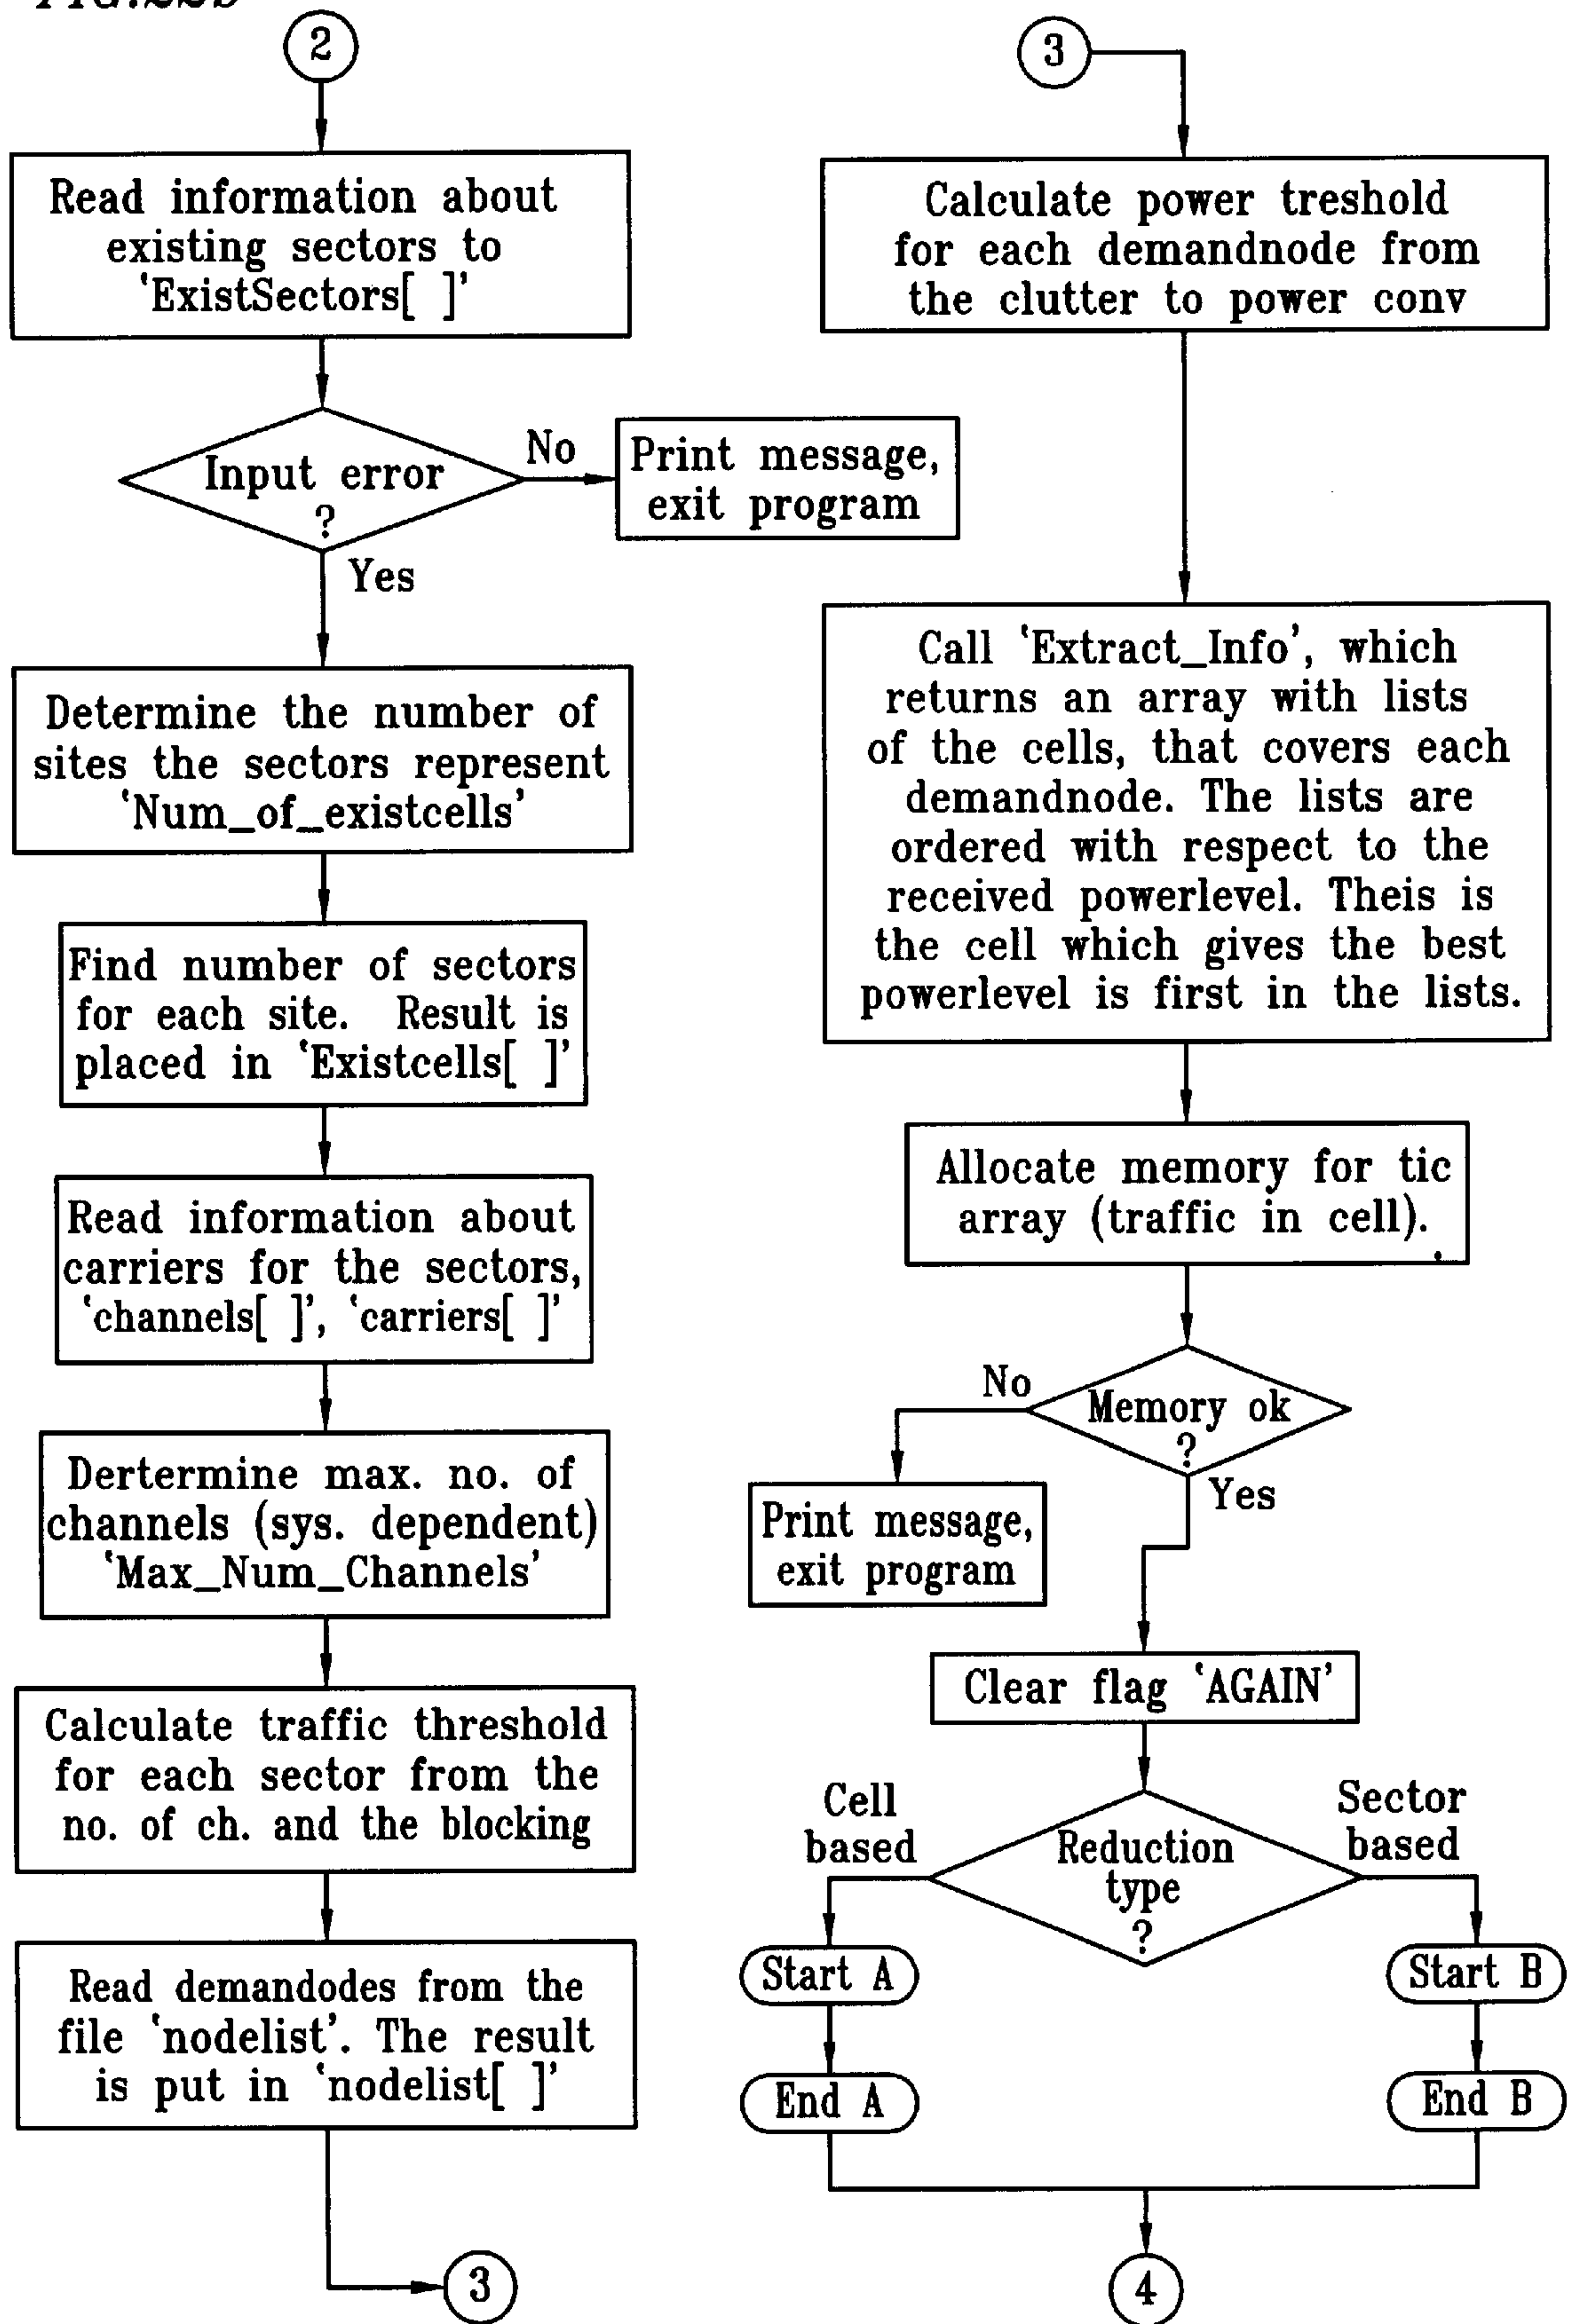 2
Read information about
existing sectors to
'ExistSectors[ ]'
Input error
?
No
Print message,
exit program
Yes
Determine the number of
sites the sectors represent
'Num_of_existcells'
Find number of sectors
for each site. Result is
placed in 'Existcells[ ]'
Read information about
carriers for the sectors,
'channels[ ]', 'carriers[ ]'
Dertermine max. no. of
channels (sys. dependent)
'Max_Num_Channels'
Calculate traffic threshold
for each sector from the
no. of ch. and the blocking
Read demandodes from the
file 'nodelist'. The result
is put in 'nodelist[ ]'
3
3
Calculate power treshold
for each demandnode from
the clutter to power conv
Call 'Extract_Info', which
returns an array with lists
of the cells, that covers each
demandnode. The lists are
ordered with respect to the
received powerlevel. Theis is
the cell which gives the best
powerlevel is first in the lists.
Allocate memory for tic
array (traffic in cell).
Memory ok
?
No
Print message,
exit program
Yes
Clear flag 'AGAIN'
Reduction
type
?
Cell
based
Sector
based
Start A
End A
Start B
End B
4